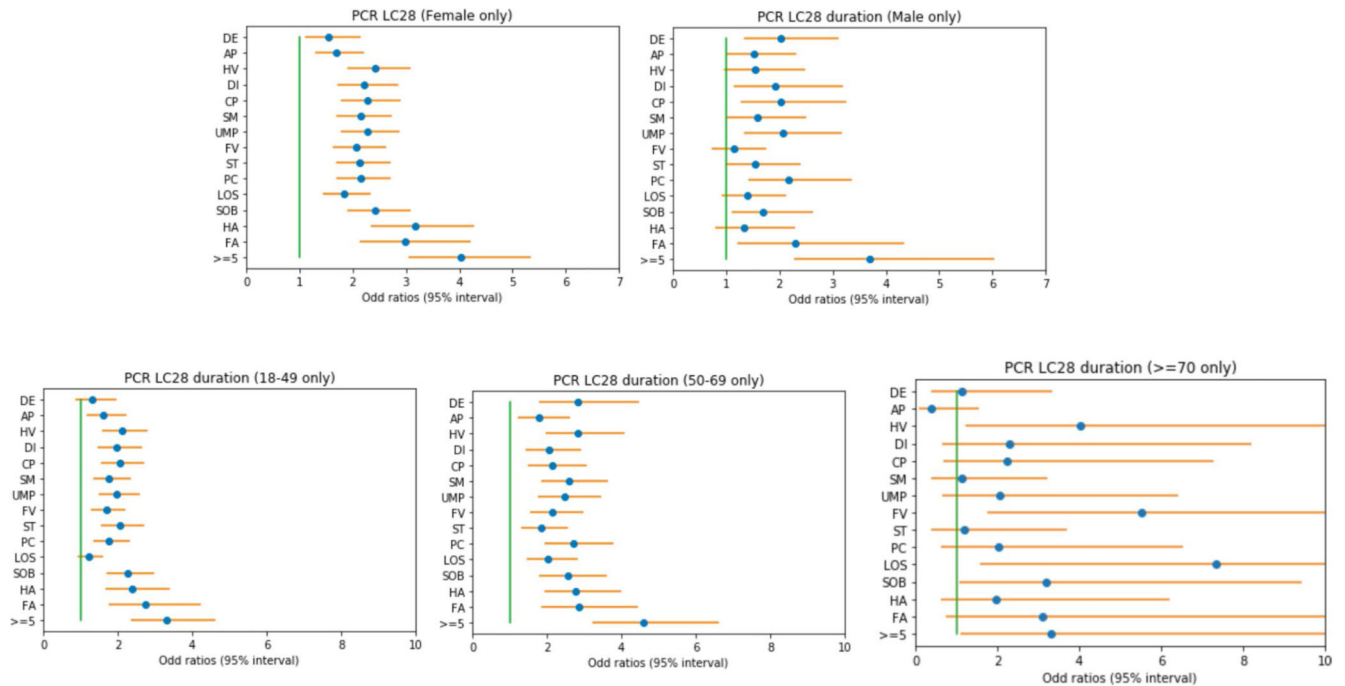 PCR LC28 (Female only)
DE
AP
HV
DI
CP
SM
UMP
FV
ST
PC
LOS
SOB
HA
FA
>=5
0 1 2 3 4 5 6 7
Odd ratios (95% interval)
PCR LC28 duration (Male only)
DE
AP
HV
DI
CP
SM
UMP
FV
ST
PC
LOS
SOB
HA
FA
>=5
0 1 2 3 4 5 6 7
Odd ratios (95% interval)
PCR LC28 duration (18-49 only)
DE
AP
HV
DI
CP
SM
UMP
FV
ST
PC
LOS
SOB
HA
FA
>=5
0 2 4 6 8 10
Odd ratios (95% interval)
PCR LC28 duration (50-69 only)
DE
AP
HV
DI
CP
SM
UMP
FV
ST
PC
LOS
SOB
HA
FA
>=5
0 2 4 6 8 10
Odd ratios (95% interval)
PCR LC28 duration (>=70 only)
DE
AP
HV
DI
CP
SM
UMP
FV
ST
PC
LOS
SOB
HA
FA
>=5
0 2 4 6 8 10
Odd ratios (95% interval)